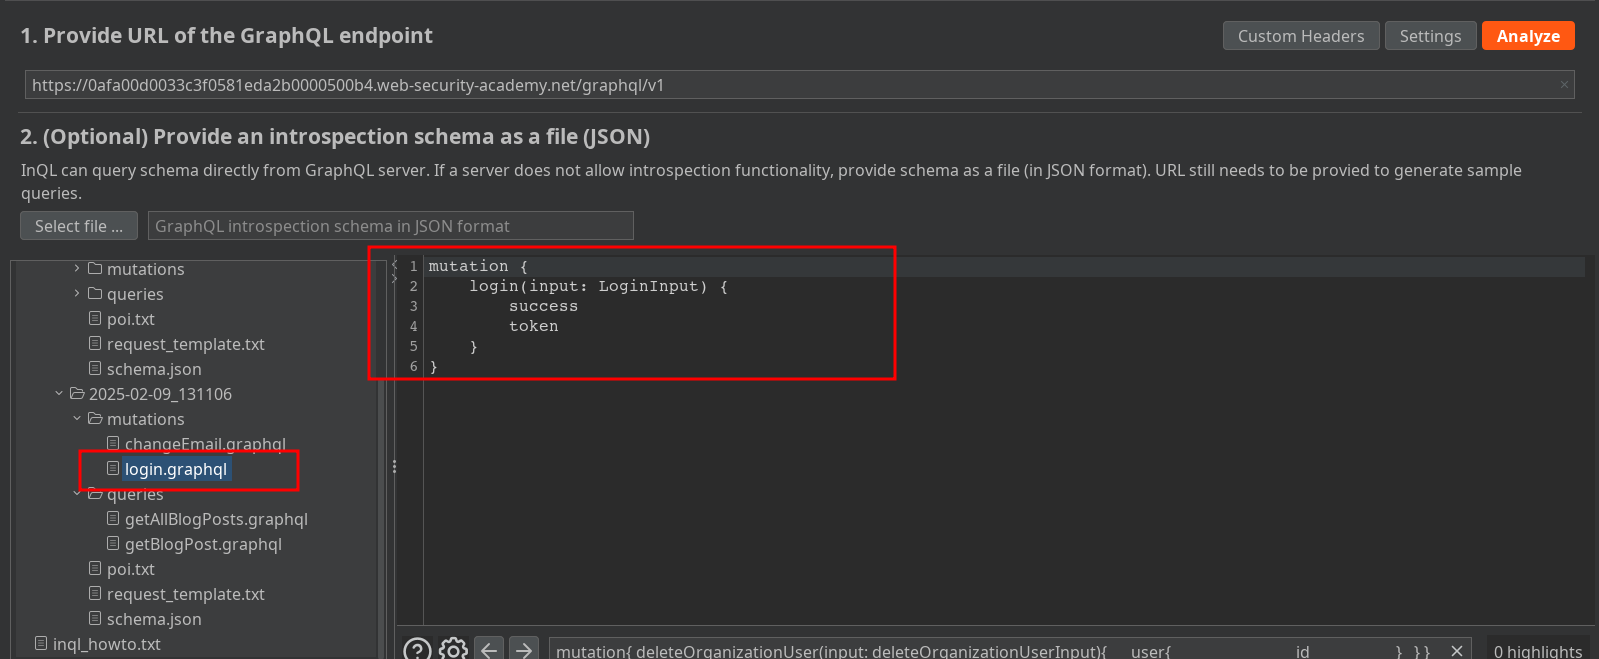 1. Provide URL of the GraphQL endpoint
Custom Headers
Settings
Analyze
https://0afa00d0033c3f0581eda2b0000500b4.web-security-academy.net/graphql/v1
2. (Optional) Provide an introspection schema as a file (JSON)
InQL can query schema directly from GraphQL server. If a server does not allow introspection functionality, provide schema as a file (in JSON format). URL still needs to be provied to generate sample
queries.
Select file ...
GraphQL introspection schema in JSON format
mutations
queries
poi.txt
request_template.txt
schema.json
2025-02-09_131106
mutations
changeEmail.graphql
login.graphql
queries
getAllBlogPosts.graphql
getBlogPost.graphql
poi.txt
request_template.txt
schema.json
inql_howto.txt
1 mutation {
2 login(input: LoginInput) {
3 success
4 token
5 }
6 }
mutation{ deleteOrganizationUser(input: deleteOrganizationUserInput){ user{ id } } }
0 highlights